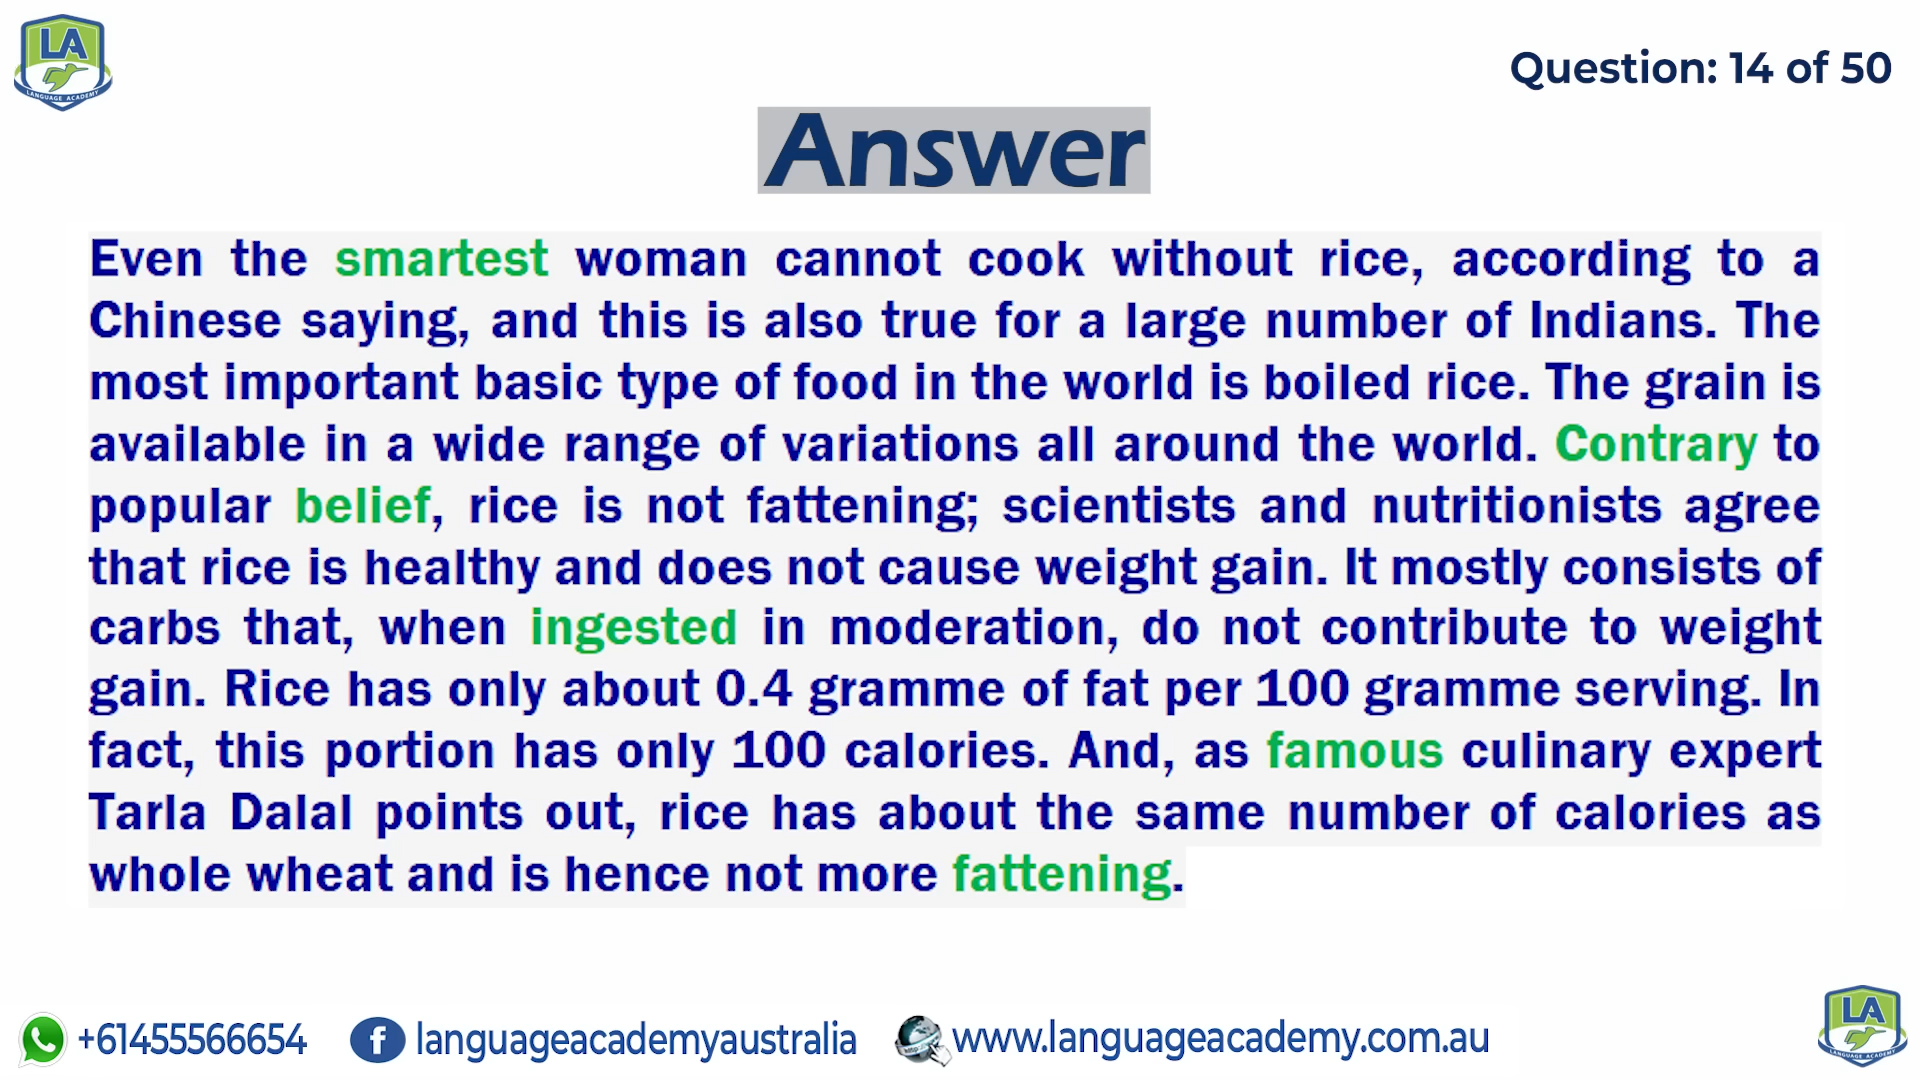 LA
LANGUAGE ACADEMY
Question: 14 of 50
Answer
Even the smartest woman cannot cook without rice, according to a
Chinese saying, and this is also true for a large number of Indians. The
most important basic type of food in the world is boiled rice. The grain is
available in a wide range of variations all around the world. Contrary to
popular belief, rice is not fattening; scientists and nutritionists agree
that rice is healthy and does not cause weight gain. It mostly consists of
carbs that, when ingested in moderation, do not contribute to weight
gain. Rice has only about 0.4 gramme of fat per 100 gramme serving. In
fact, this portion has only 100 calories. And, as famous culinary expert
Tarla Dalal points out, rice has about the same number of calories as
whole wheat and is hence not more fattening.
+61455566654
f languageacademyaustralia
http:// www.languageacademy.com.au
LA
LANGUAGE ACADEMY